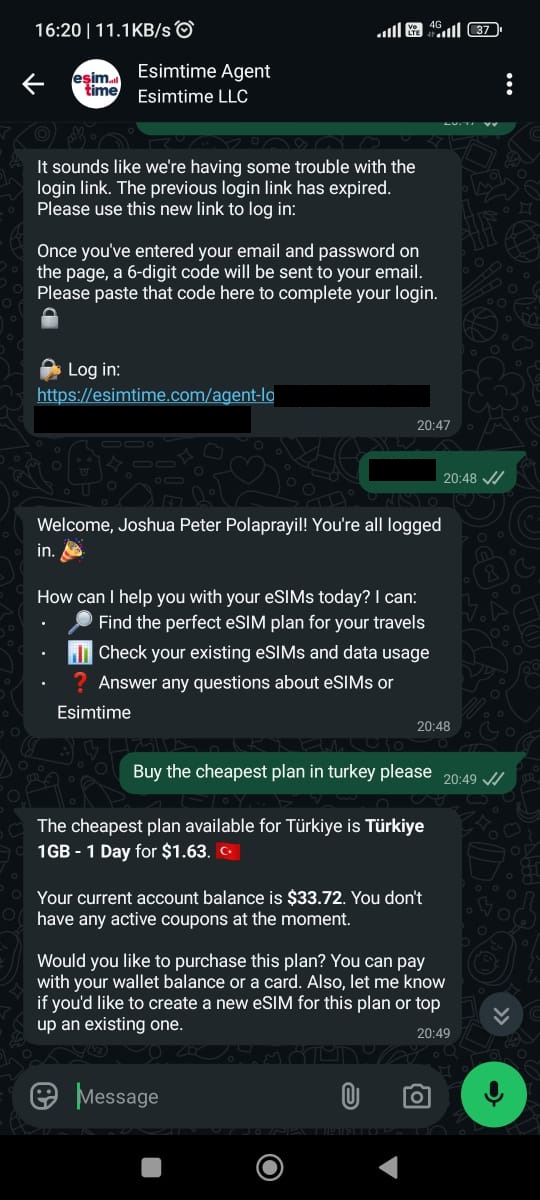 16:20 | 11.1KB/s
Vo
LTE
4G
37
esim
time
Esimtime Agent
Esimtime LLC
It sounds like we're having some trouble with the
login link. The previous login link has expired.
Please use this new link to log in:
Once you've entered your email and password on
the page, a 6-digit code will be sent to your email.
Please paste that code here to complete your login.
🔒
🔐 Log in:
https://esimtime.com/agent-lo
20:47
20:48
Welcome, Joshua Peter Polaprayil! You're all logged
in. 🎉
How can I help you with your eSIMs today? I can:
· 🔎 Find the perfect eSIM plan for your travels
· 📊 Check your existing eSIMs and data usage
· ❓ Answer any questions about eSIMs or
Esimtime
20:48
Buy the cheapest plan in turkey please
20:49
The cheapest plan available for Türkiye is Türkiye
1GB - 1 Day for $1.63. 🇹🇷
Your current account balance is $33.72. You don't
have any active coupons at the moment.
Would you like to purchase this plan? You can pay
with your wallet balance or a card. Also, let me know
if you'd like to create a new eSIM for this plan or top
up an existing one.
20:49
Message